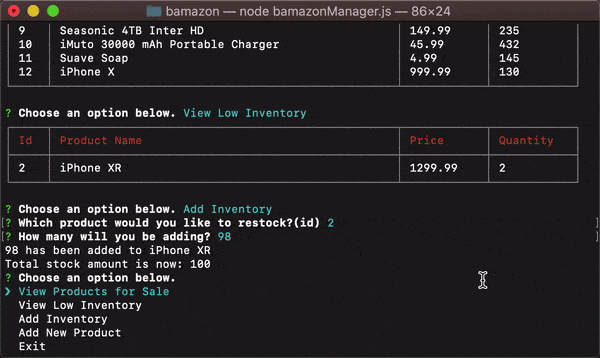 bamazon — node bamazonManager.js — 86×24
9 Seasonic 4TB Inter HD 149.99 235
10 iMuto 30000 mAh Portable Charger 45.99 432
11 Suave Soap 4.99 145
12 iPhone X 999.99 130
? Choose an option below. View Low Inventory
Id Product Name Price Quantity
2 iPhone XR 1299.99 2
? Choose an option below. Add Inventory
[? Which product would you like to restock?(id) 2 ]
[? How many will you be adding? 98 ]
98 has been added to iPhone XR
Total stock amount is now: 100
? Choose an option below.
❯ View Products for Sale
View Low Inventory
Add Inventory
Add New Product
Exit